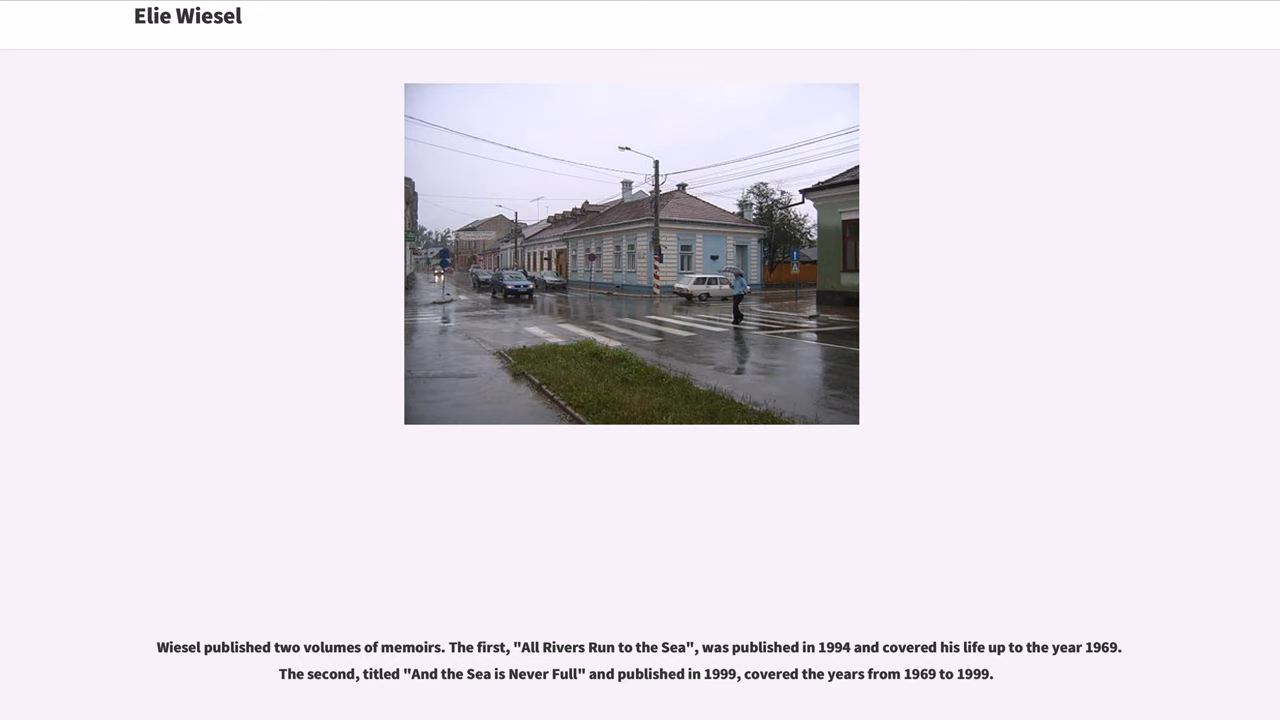 Elie Wiesel
Wiesel published two volumes of memoirs. The first, "All Rivers Run to the Sea", was published in 1994 and covered his life up to the year 1969.
The second, titled "And the Sea is Never Full" and published in 1999, covered the years from 1969 to 1999.